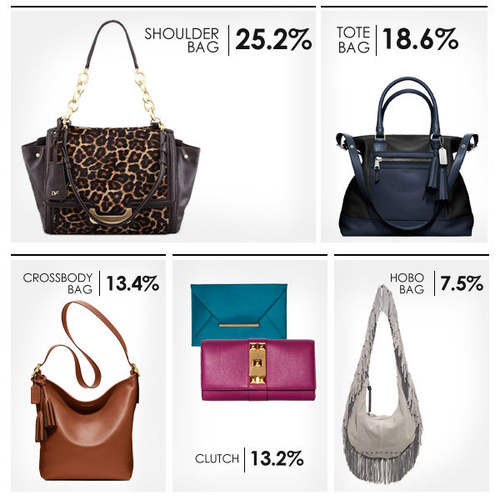 SHOULDER
BAG
25.2%
TOTE
BAG
18.6%
CROSSBODY
BAG
13.4%
CLUTCH
13.2%
HOBO
BAG
7.5%